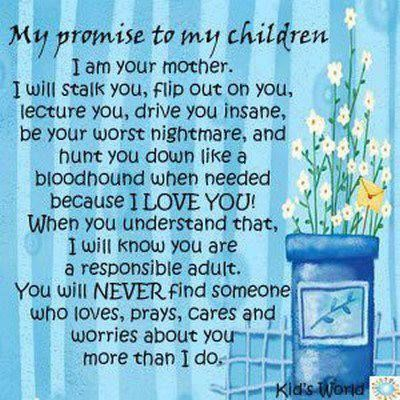 My promise to my children
I am your mother.
I will stalk you, flip out on you,
lecture you, drive you insane,
be your worst nightmare, and
hunt you down like a
bloodhound when needed
because I LOVE YOU!
When you understand that,
I will know you are
a responsible adult.
You will NEVER find someone
who loves, prays, cares and
worries about you
more than I do.
Kid's World